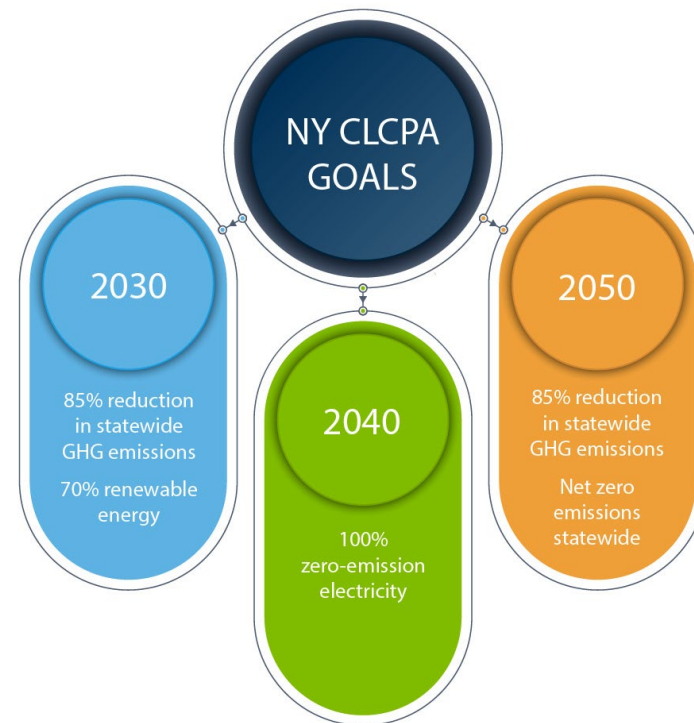 NY CLCPA
GOALS
2030
85% reduction
in statewide
GHG emissions
70% renewable
energy
2040
100%
zero-emission
electricity
2050
85% reduction
in statewide
GHG emissions
Net zero
emissions
statewide